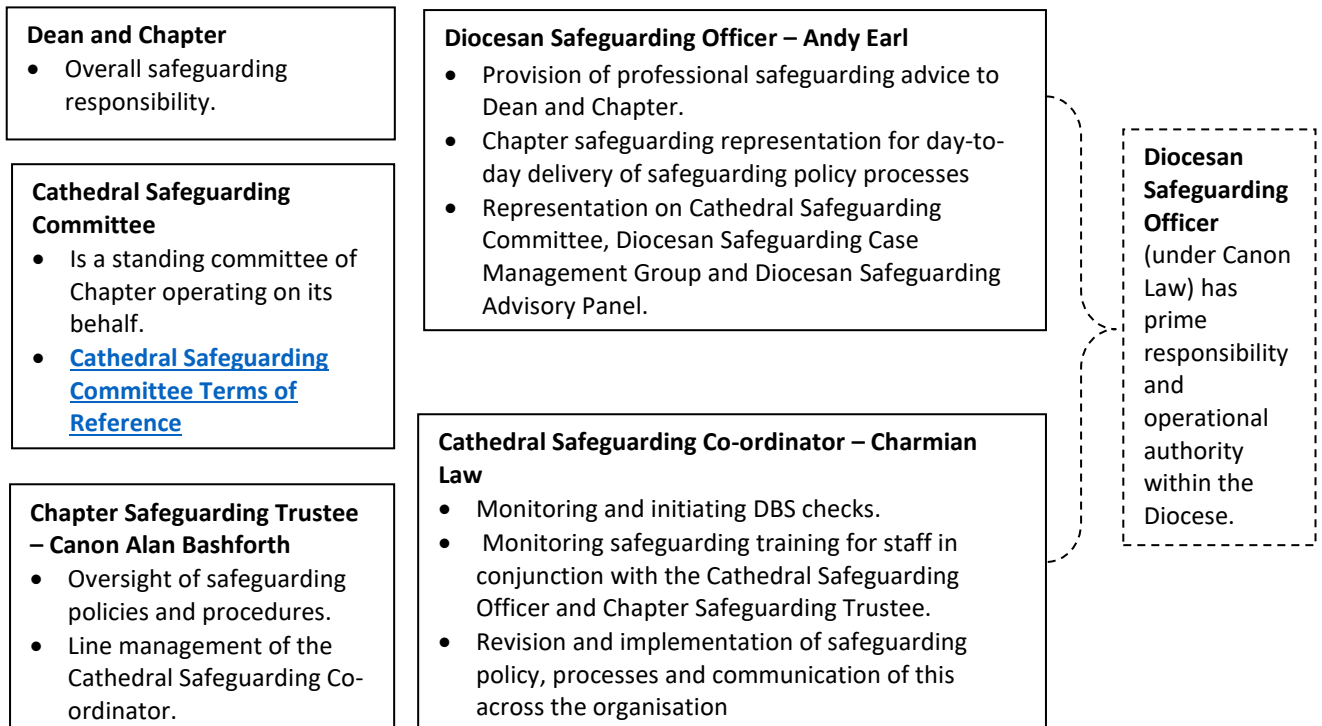 Dean and Chapter
• Overall safeguarding
responsibility.
Cathedral Safeguarding
Committee
• Is a standing committee of
Chapter operating on its
behalf.
• Cathedral Safeguarding
Committee Terms of
Reference
Chapter Safeguarding Trustee
– Canon Alan Bashforth
• Oversight of safeguarding
policies and procedures.
• Line management of the
Cathedral Safeguarding Co-
ordinator.
Diocesan Safeguarding Officer – Andy Earl
• Provision of professional safeguarding advice to
Dean and Chapter.
• Chapter safeguarding representation for day-to-
day delivery of safeguarding policy processes
• Representation on Cathedral Safeguarding
Committee, Diocesan Safeguarding Case
Management Group and Diocesan Safeguarding
Advisory Panel.
Cathedral Safeguarding Co-ordinator – Charmian
Law
• Monitoring and initiating DBS checks.
• Monitoring safeguarding training for staff in
conjunction with the Cathedral Safeguarding
Officer and Chapter Safeguarding Trustee.
• Revision and implementation of safeguarding
policy, processes and communication of this
across the organisation
Diocesan
Safeguarding
Officer
(under Canon
Law) has
prime
responsibility
and
operational
authority
within the
Diocese.